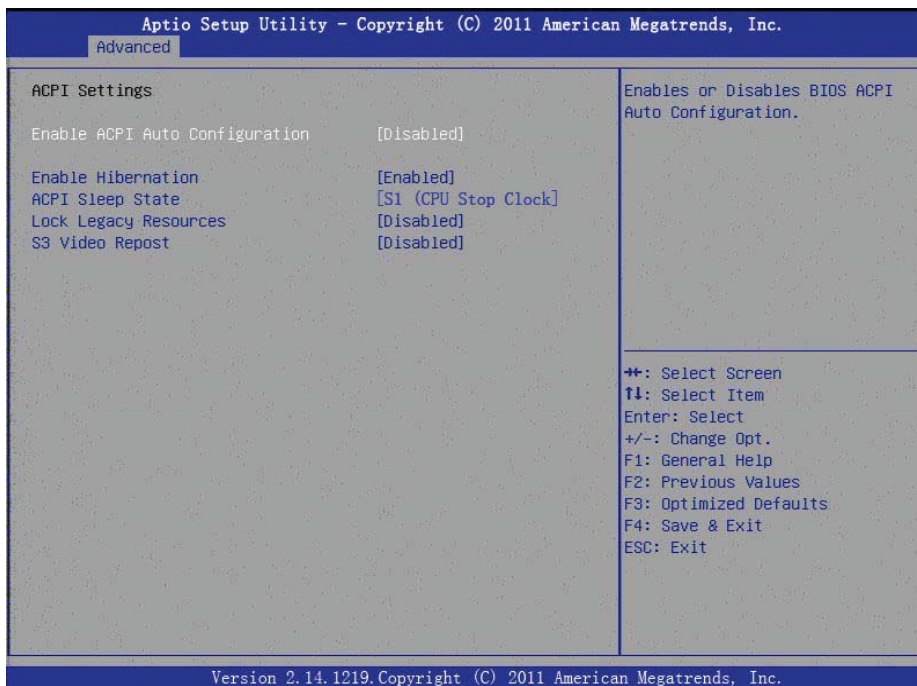 Aptio Setup Utility - Copyright (C) 2011 American Megatrends, Inc.
Advanced
ACPI Settings
Enable ACPI Auto Configuration [Disabled]
Enable Hibernation [Enabled]
ACPI Sleep State [S1 (CPU Stop Clock]
Lock Legacy Resources [Disabled]
S3 Video Repost [Disabled]
Enables or Disables BIOS ACPI
Auto Configuration.
→←: Select Screen
↑↓: Select Item
Enter: Select
+/-: Change Opt.
F1: General Help
F2: Previous Values
F3: Optimized Defaults
F4: Save & Exit
ESC: Exit
Version 2.14.1219.Copyright (C) 2011 American Megatrends, Inc.